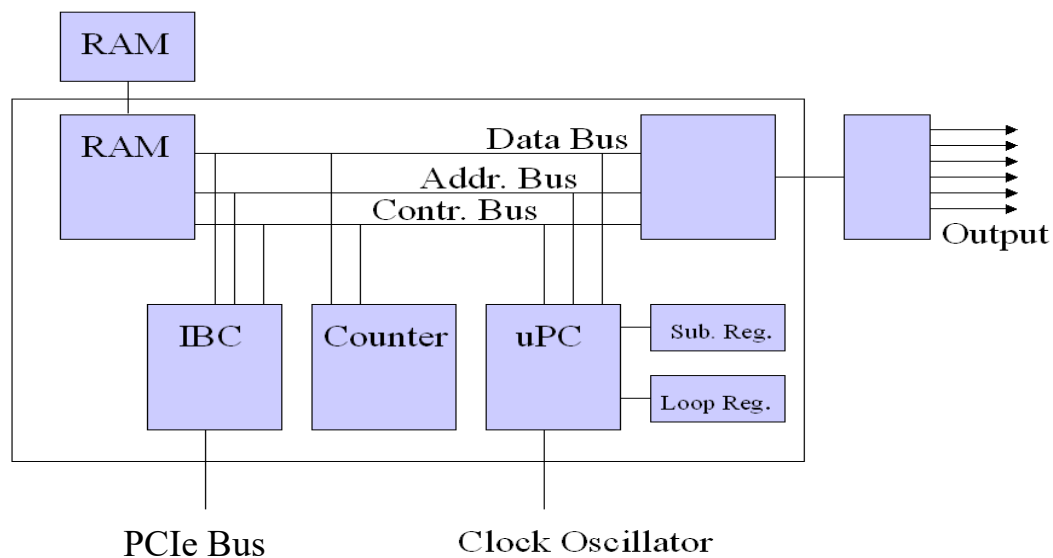 RAM
RAM
Data Bus
Addr. Bus
Contr. Bus
Output
IBC
Counter
uPC
Sub. Reg.
Loop Reg.
PCIe Bus
Clock Oscillator